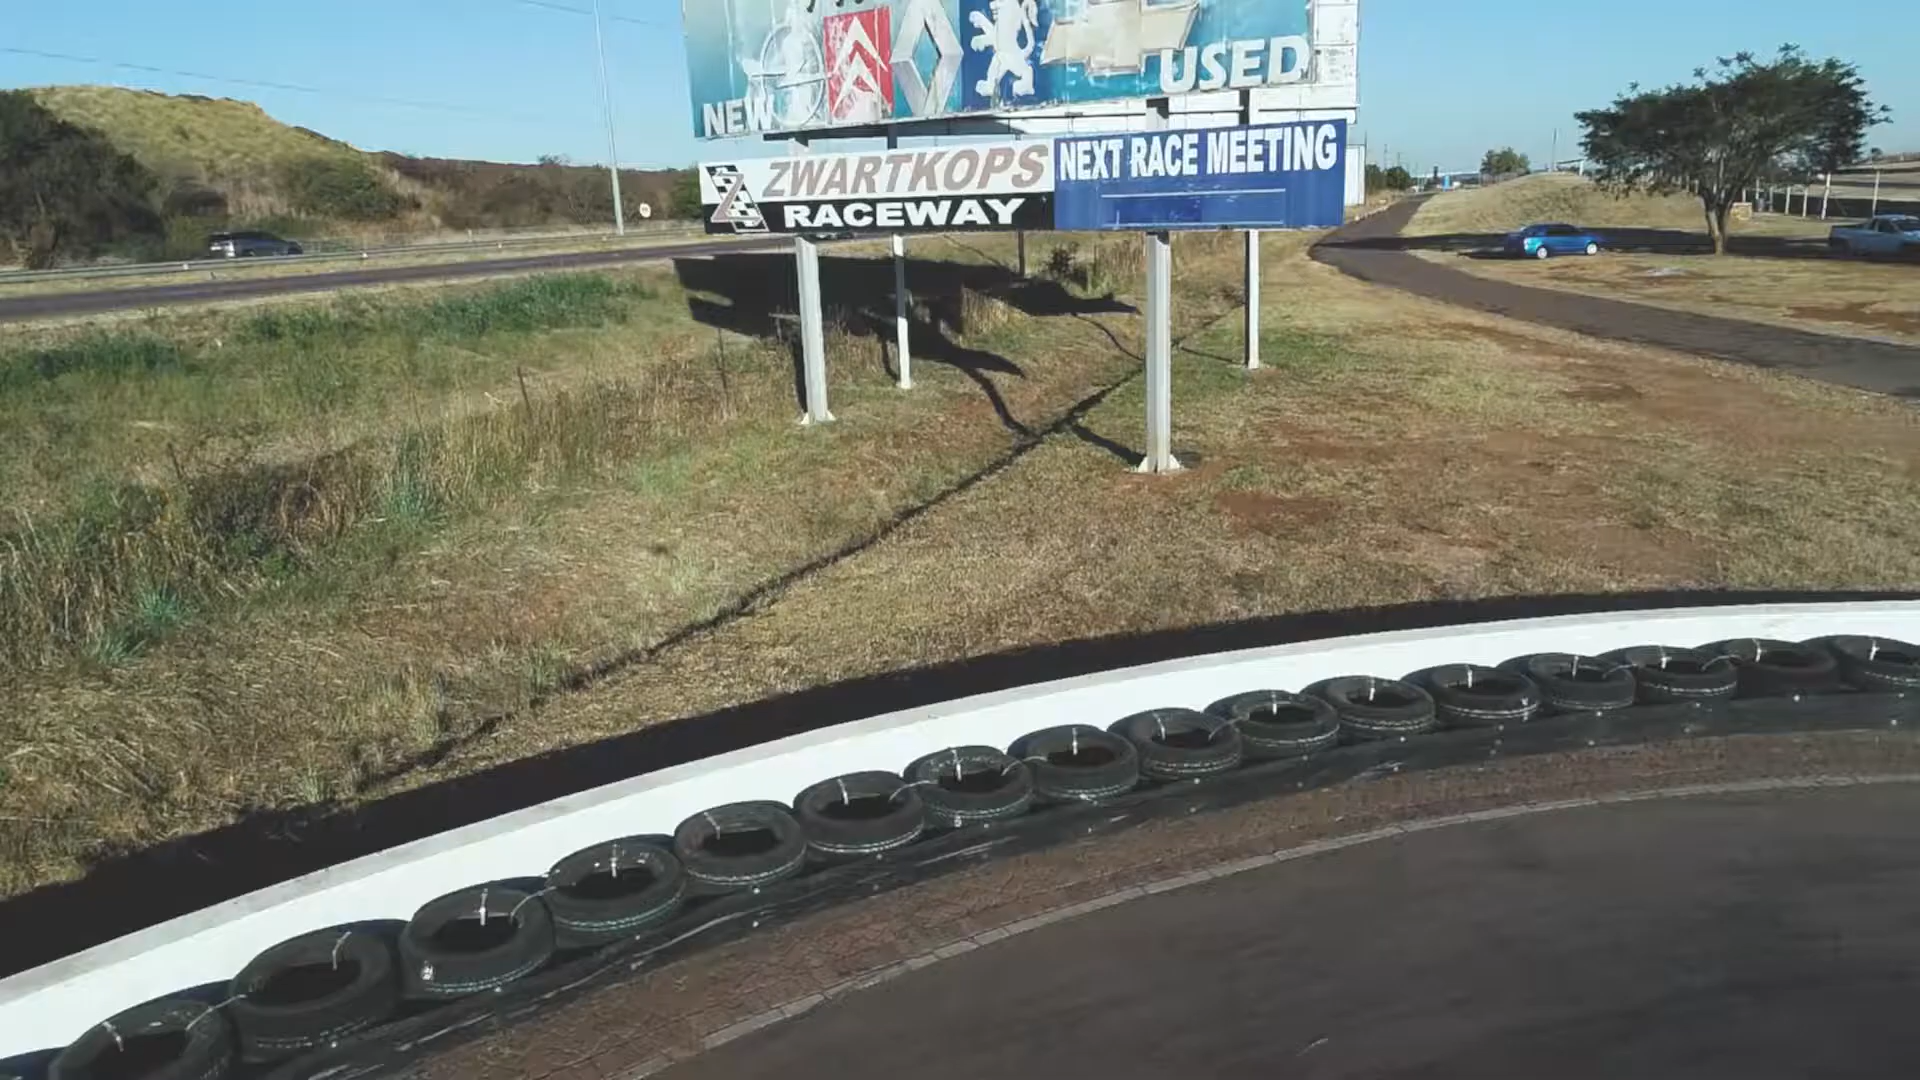 NEW
USED
ZWARTKOPS
RACEWAY
NEXT RACE MEETING